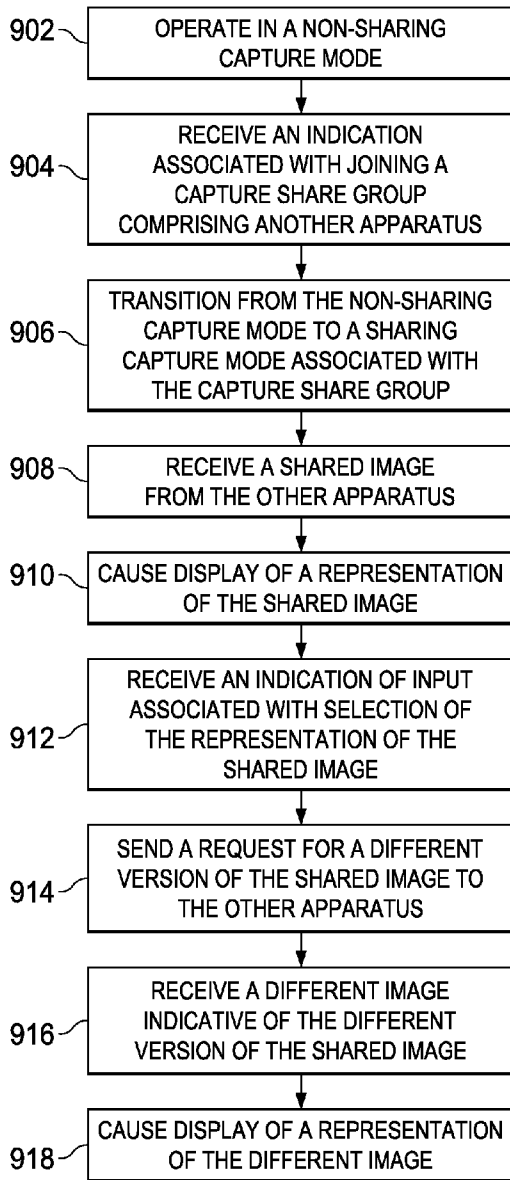 902
OPERATE IN A NON-SHARING
CAPTURE MODE
904
RECEIVE AN INDICATION
ASSOCIATED WITH JOINING A
CAPTURE SHARE GROUP
COMPRISING ANOTHER APPARATUS
906
TRANSITION FROM THE NON-SHARING
CAPTURE MODE TO A SHARING
CAPTURE MODE ASSOCIATED WITH
THE CAPTURE SHARE GROUP
908
RECEIVE A SHARED IMAGE
FROM THE OTHER APPARATUS
910
CAUSE DISPLAY OF A REPRESENTATION
OF THE SHARED IMAGE
912
RECEIVE AN INDICATION OF INPUT
ASSOCIATED WITH SELECTION OF
THE REPRESENTATION OF THE
SHARED IMAGE
914
SEND A REQUEST FOR A DIFFERENT
VERSION OF THE SHARED IMAGE TO
THE OTHER APPARATUS
916
RECEIVE A DIFFERENT IMAGE
INDICATIVE OF THE DIFFERENT
VERSION OF THE SHARED IMAGE
918
CAUSE DISPLAY OF A REPRESENTATION
OF THE DIFFERENT IMAGE